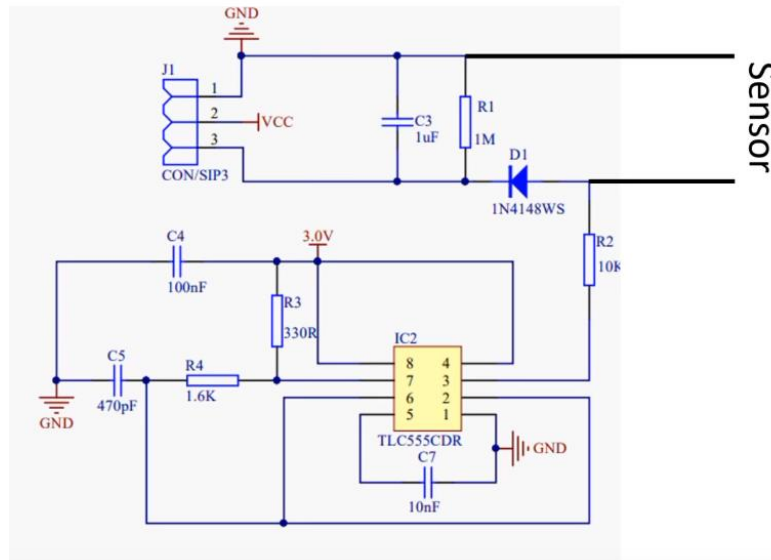 GND
J1
1
2
VCC
3
CON/SIP3
C3
1uF
R1
1M
D1
1N4148WS
Sensor
R2
10K
C4
100nF
3.0V
R3
330R
IC2
8 4
7 3
6 2
5 1
TLC555CDR
C5
470pF
R4
1.6K
GND
GND
C7
10nF